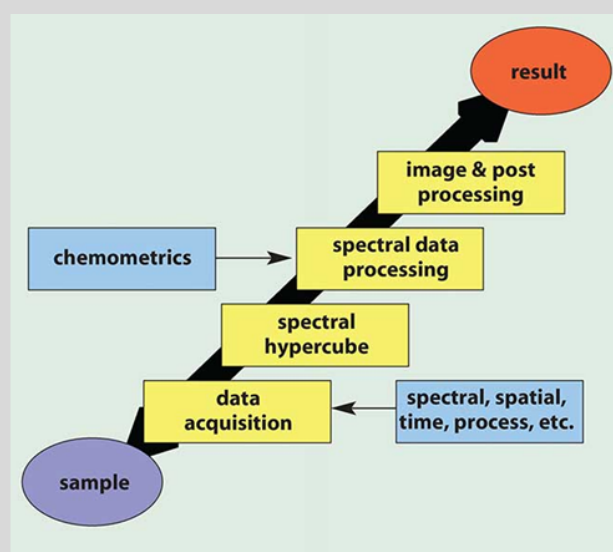 result
image & post
processing
chemometrics
spectral data
processing
spectral
hypercube
data
acquisition
spectral, spatial,
time, process, etc.
sample